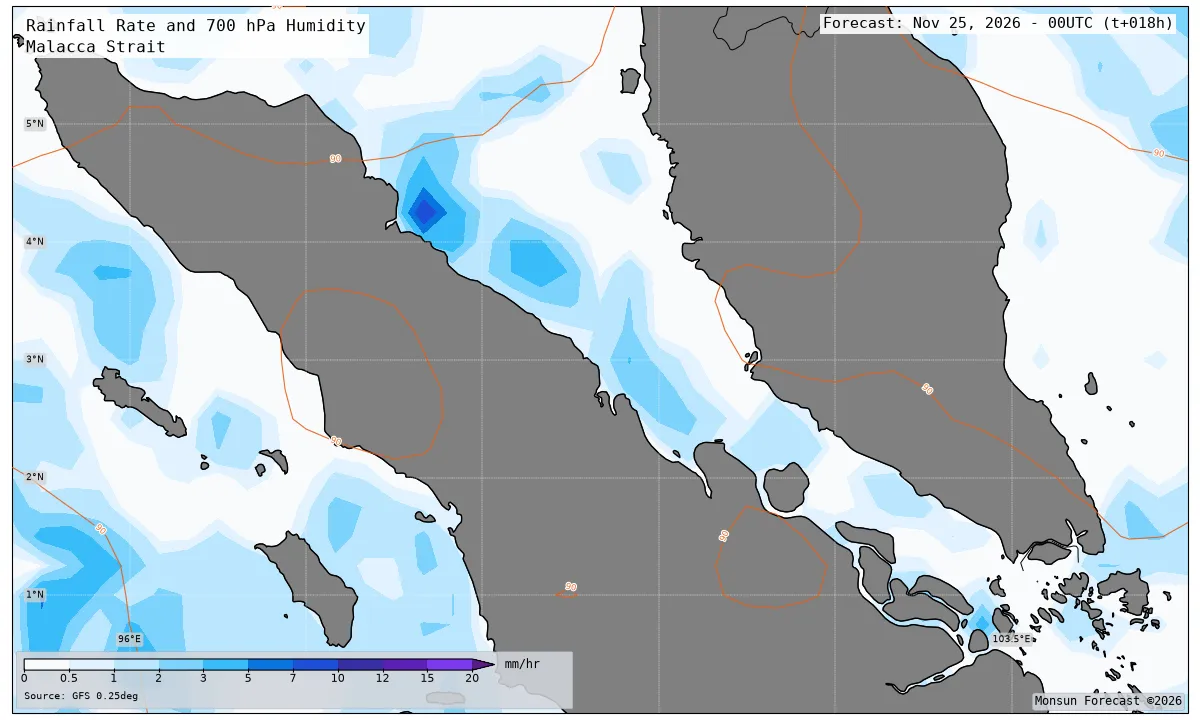 90
Rainfall Rate and 700 hPa Humidity
Malacca Strait
Forecast: Nov 25, 2026 - 00UTC (t+018h)
5°N
90
90
4°N
3°N
90
90
2°N
90
90
90
1°N
96°E
103.5°E
mm/hr
0 0.5 1 2 3 5 7 10 12 15 20
Source: GFS 0.25deg
Monsun Forecast ©2026